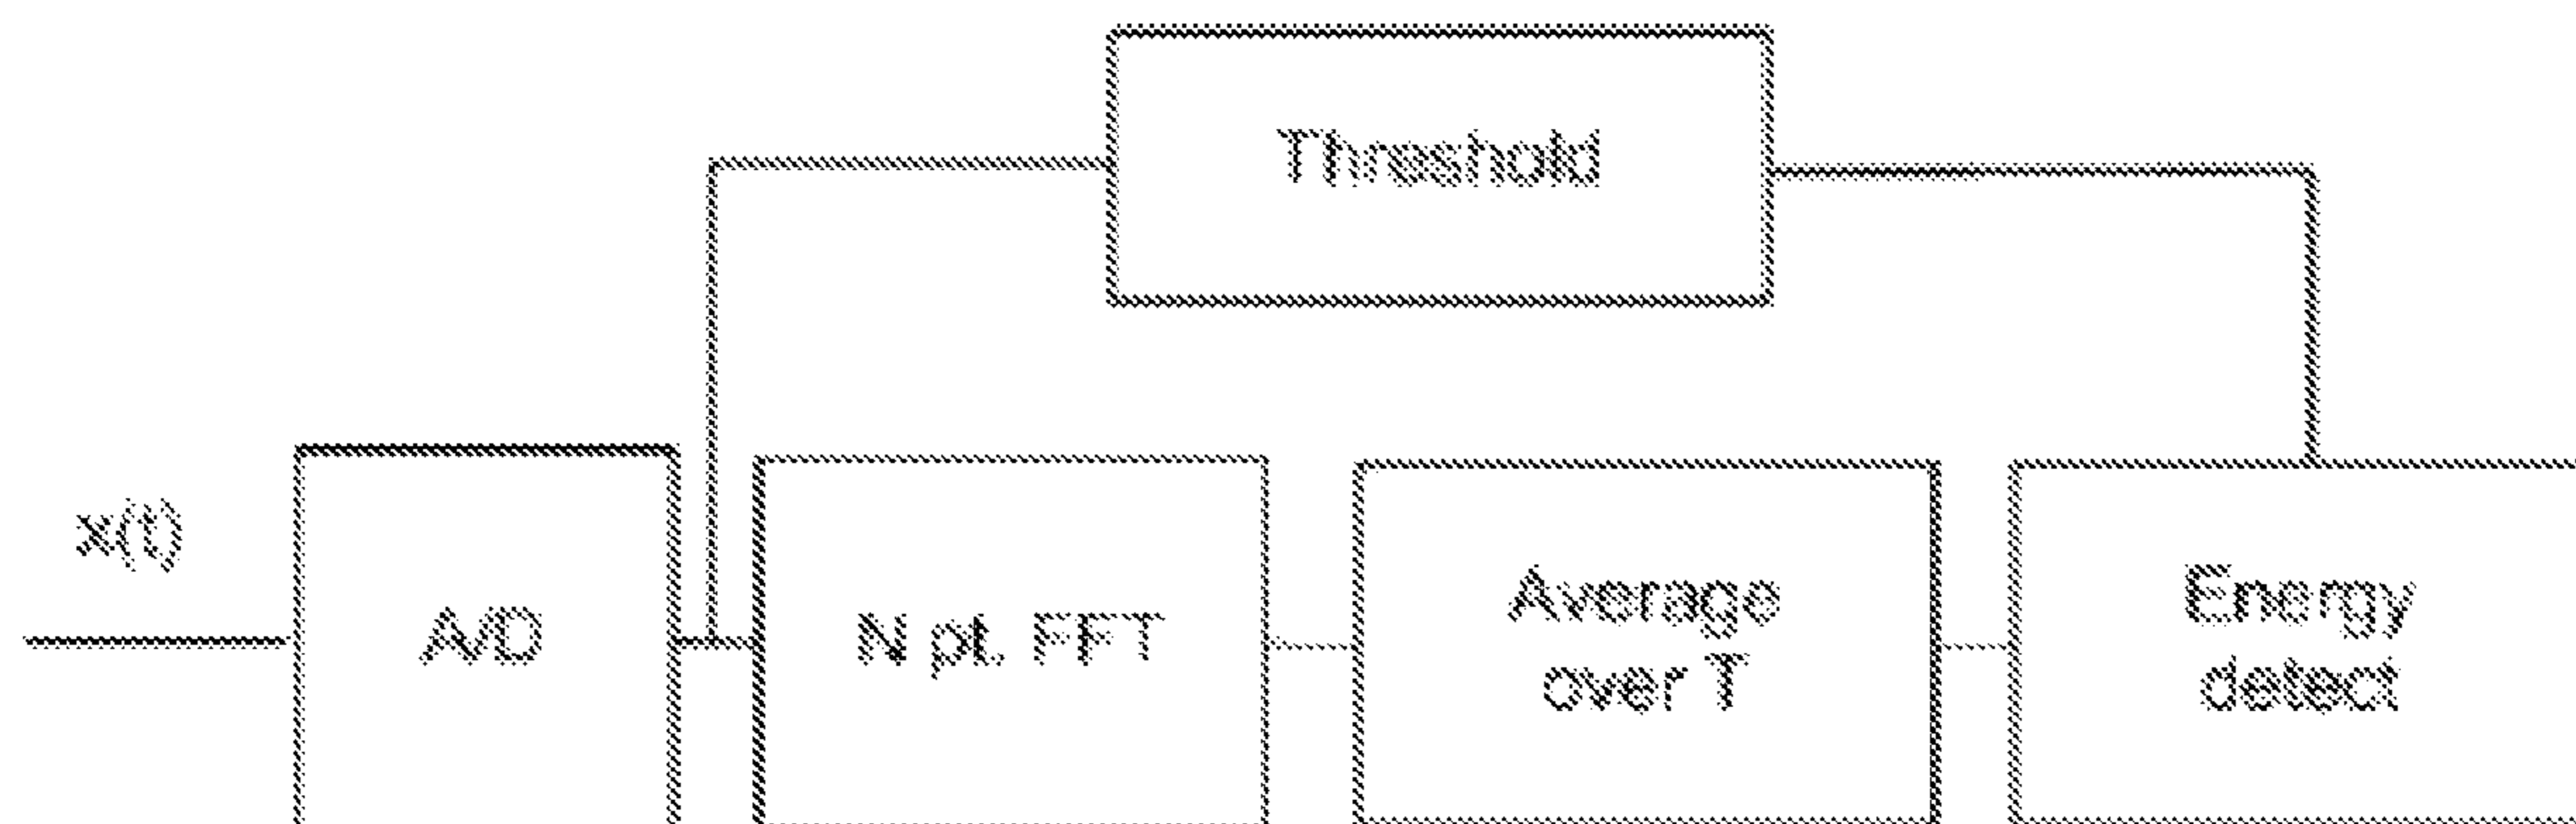 Threshold
x(t)
A/D
N pt. FFT
Average
over T
Energy
detect